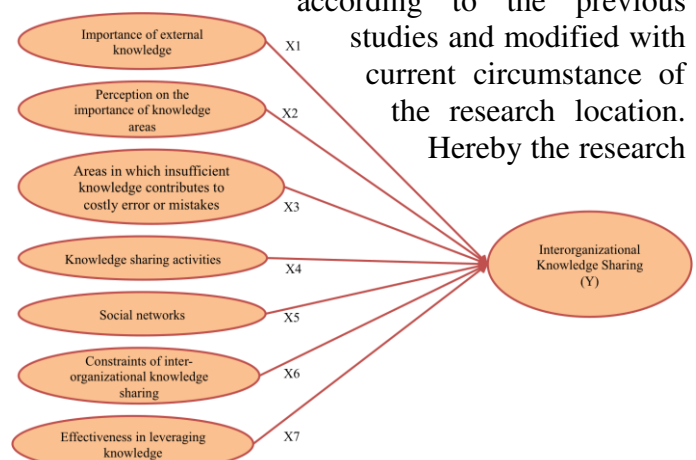 according to the previous
studies and modified with
current circumstance of
the research location.
Hereby the research
Importance of external
knowledge
X1
Perception on the
importance of knowledge
areas
X2
Areas in which insufficient
knowledge contributes to
costly error or mistakes
X3
Knowledge sharing activities
X4
Social networks
X5
Constraints of inter-
organizational knowledge
sharing
X6
Effectiveness in leveraging
knowledge
X7
Interorganizational
Knowledge Sharing
(Y)